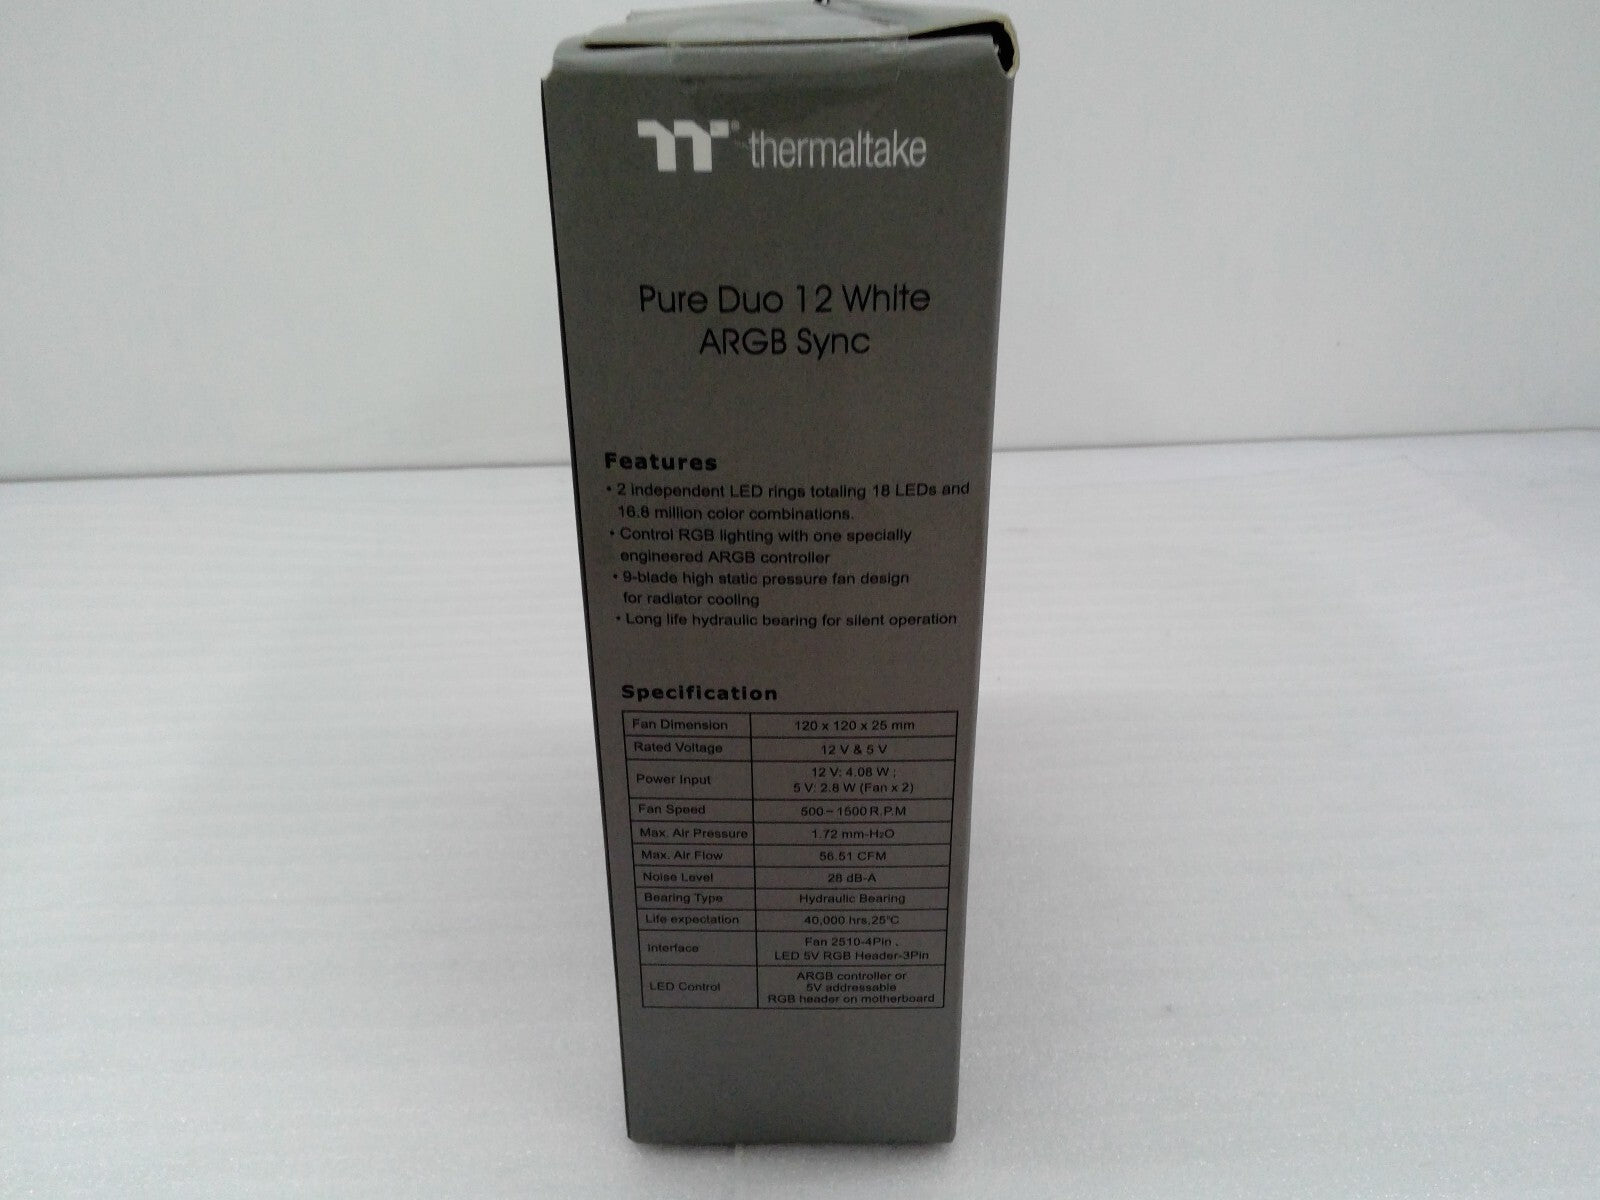 thermaltake
Pure Duo 12 White
ARGB Sync
Features
• 2 independent LED rings totaling 18 LEDs and
16.8 million color combinations.
• Control RGB lighting with one specially
engineered ARGB controller
• 9-blade high static pressure fan design
for radiator cooling
• Long life hydraulic bearing for silent operation
Specification
Fan Dimension 120 x 120 x 25 mm
Rated Voltage 12 V & 5 V
Power Input 12 V: 4.08 W ;
5 V: 2.8 W (Fan x 2)
Fan Speed 500~1500 R.P.M
Max. Air Pressure 1.72 mm-H₂O
Max. Air Flow 56.51 CFM
Noise Level 28 dB-A
Bearing Type Hydraulic Bearing
Life expectation 40,000 hrs,25°C
Interface Fan 2510-4Pin 、
LED 5V RGB Header-3Pin
LED Control ARGB controller or
5V addressable
RGB header on motherboard